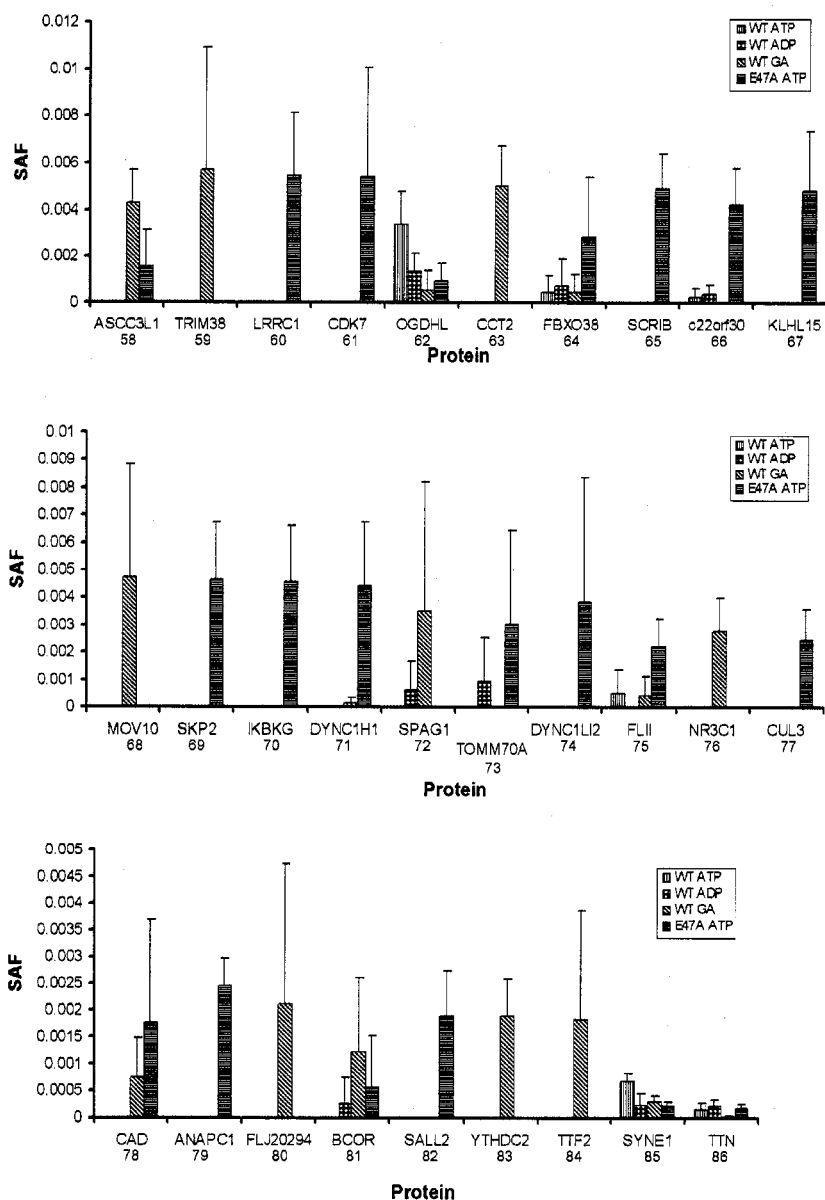 0.012
0.01
0.008
0.006
0.004
0.002
0
SAF
WT ATP
WT ADP
WT GA
E47A ATP
ASCC3L1 TRIM38 LRRC1 CDK7 OGDHL CCT2 FBXO38 SCRIB c22orf30 KLHL15
58 59 60 61 62 63 64 65 66 67
Protein
0.01
0.009
0.008
0.007
0.006
0.005
0.004
0.003
0.002
0.001
0
SAF
WT ATP
WT ADP
WT GA
E47A ATP
MOV10 SKP2 IKBKG DYNC1H1 SPAG1 TOMM70A DYNC1LI2 FLII NR3C1 CUL3
68 69 70 71 72 73 74 75 76 77
Protein
0.005
0.0045
0.004
0.0035
0.003
0.0025
0.002
0.0015
0.001
0.0005
0
SAF
WT ATP
WT ADP
WT GA
E47A ATP
CAD ANAPC1 FLJ20294 BCOR SALL2 YTHDC2 TTF2 SYNE1 TTN
78 79 80 81 82 83 84 85 86
Protein